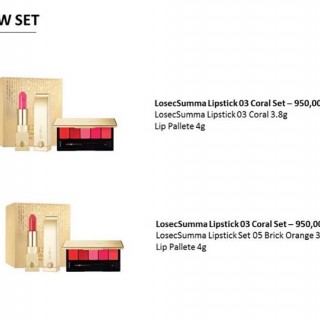 W SET
LosecSumma Lipstick 03 Coral Set – 950,00
LosecSumma Lipstick 03 Coral 3.8g
Lip Pallete 4g
LosecSumma Lipstick 03 Coral Set – 950,00
LosecSumma Lipstick Set 05 Brick Orange 3
Lip Pallete 4g